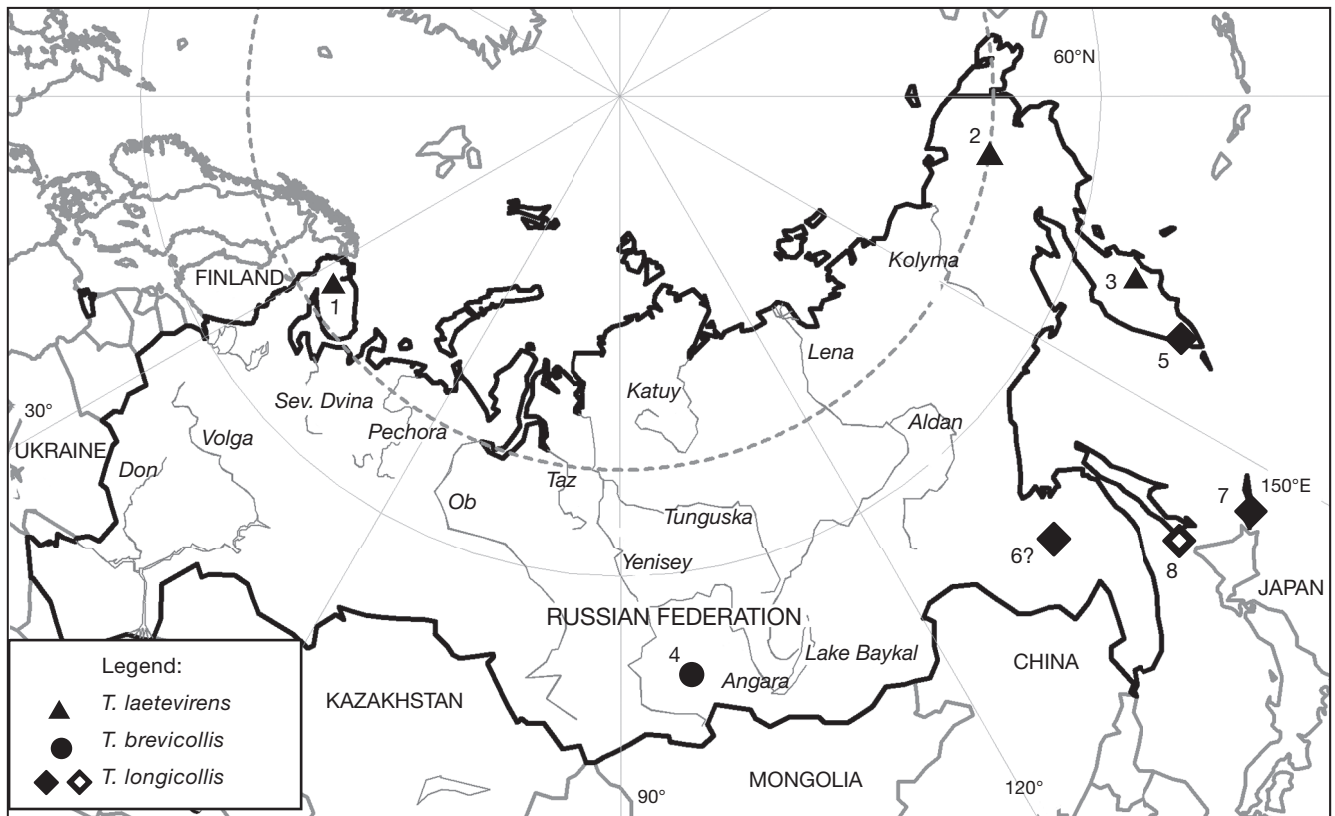 60°N
2
Kolyma
FINLAND
1
3
5
Lena
Katuy
Sev. Dvina
30°
Pechora
Aldan
Volga
UKRAINE
Don
Taz
Ob
7
150°E
Tunguska
6?
Yenisey
8
JAPAN
RUSSIAN FEDERATION
4
Lake Baykal
Angara
CHINA
Legend:
T. laetevirens
T. brevicollis
T. longicollis
KAZAKHSTAN
MONGOLIA
90°
120°